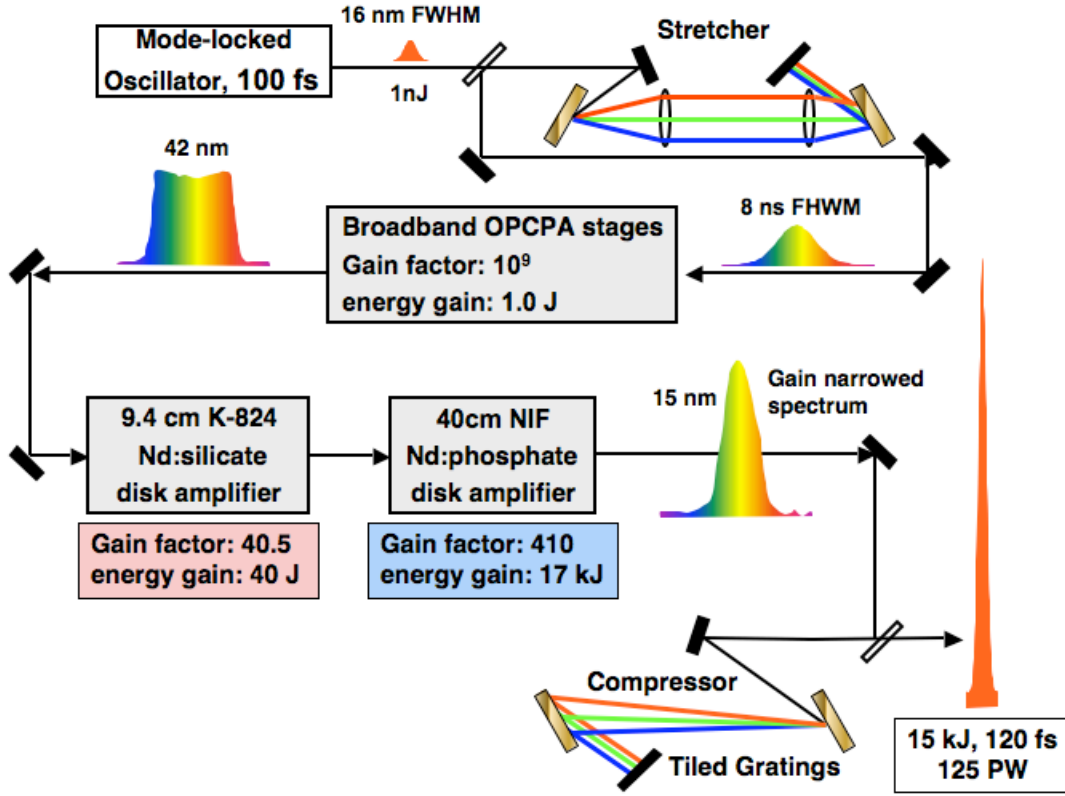 Mode-locked
Oscillator, 100 fs
16 nm FWHM
1nJ
Stretcher
42 nm
8 ns FHWM
Broadband OPCPA stages
Gain factor: 10⁹
energy gain: 1.0 J
9.4 cm K-824
Nd:silicate
disk amplifier
Gain factor: 40.5
energy gain: 40 J
40cm NIF
Nd:phosphate
disk amplifier
Gain factor: 410
energy gain: 17 kJ
15 nm
Gain narrowed
spectrum
Compressor
Tiled Gratings
15 kJ, 120 fs
125 PW